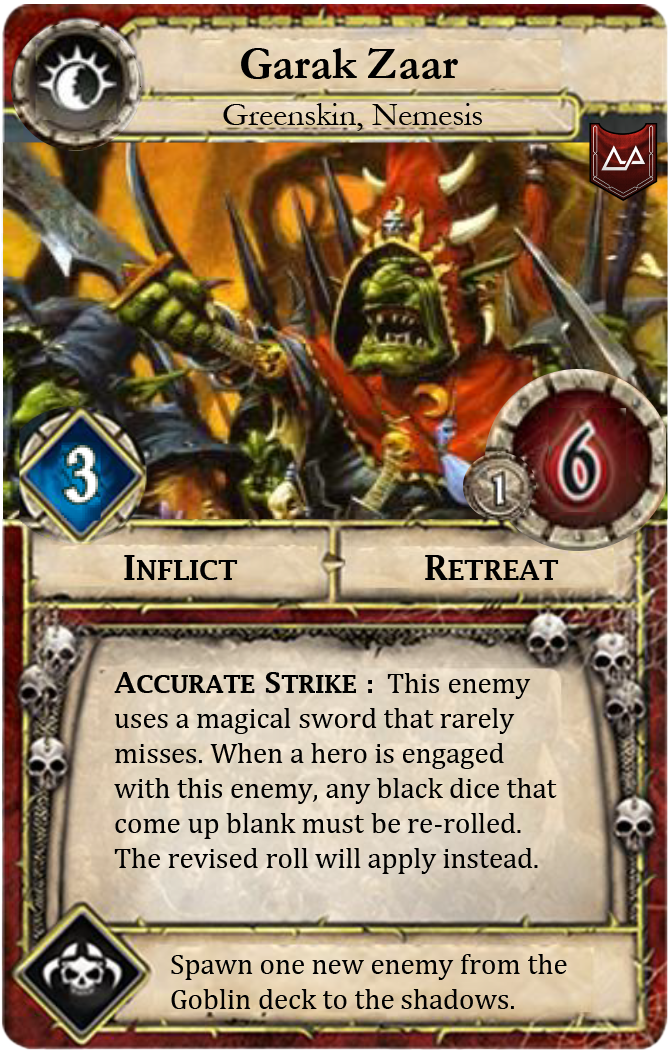 Garak Zaar
Greenskin, Nemesis
3
1
6
INFLICT
RETREAT
ACCURATE STRIKE : This enemy
uses a magical sword that rarely
misses. When a hero is engaged
with this enemy, any black dice that
come up blank must be re-rolled.
The revised roll will apply instead.
Spawn one new enemy from the
Goblin deck to the shadows.